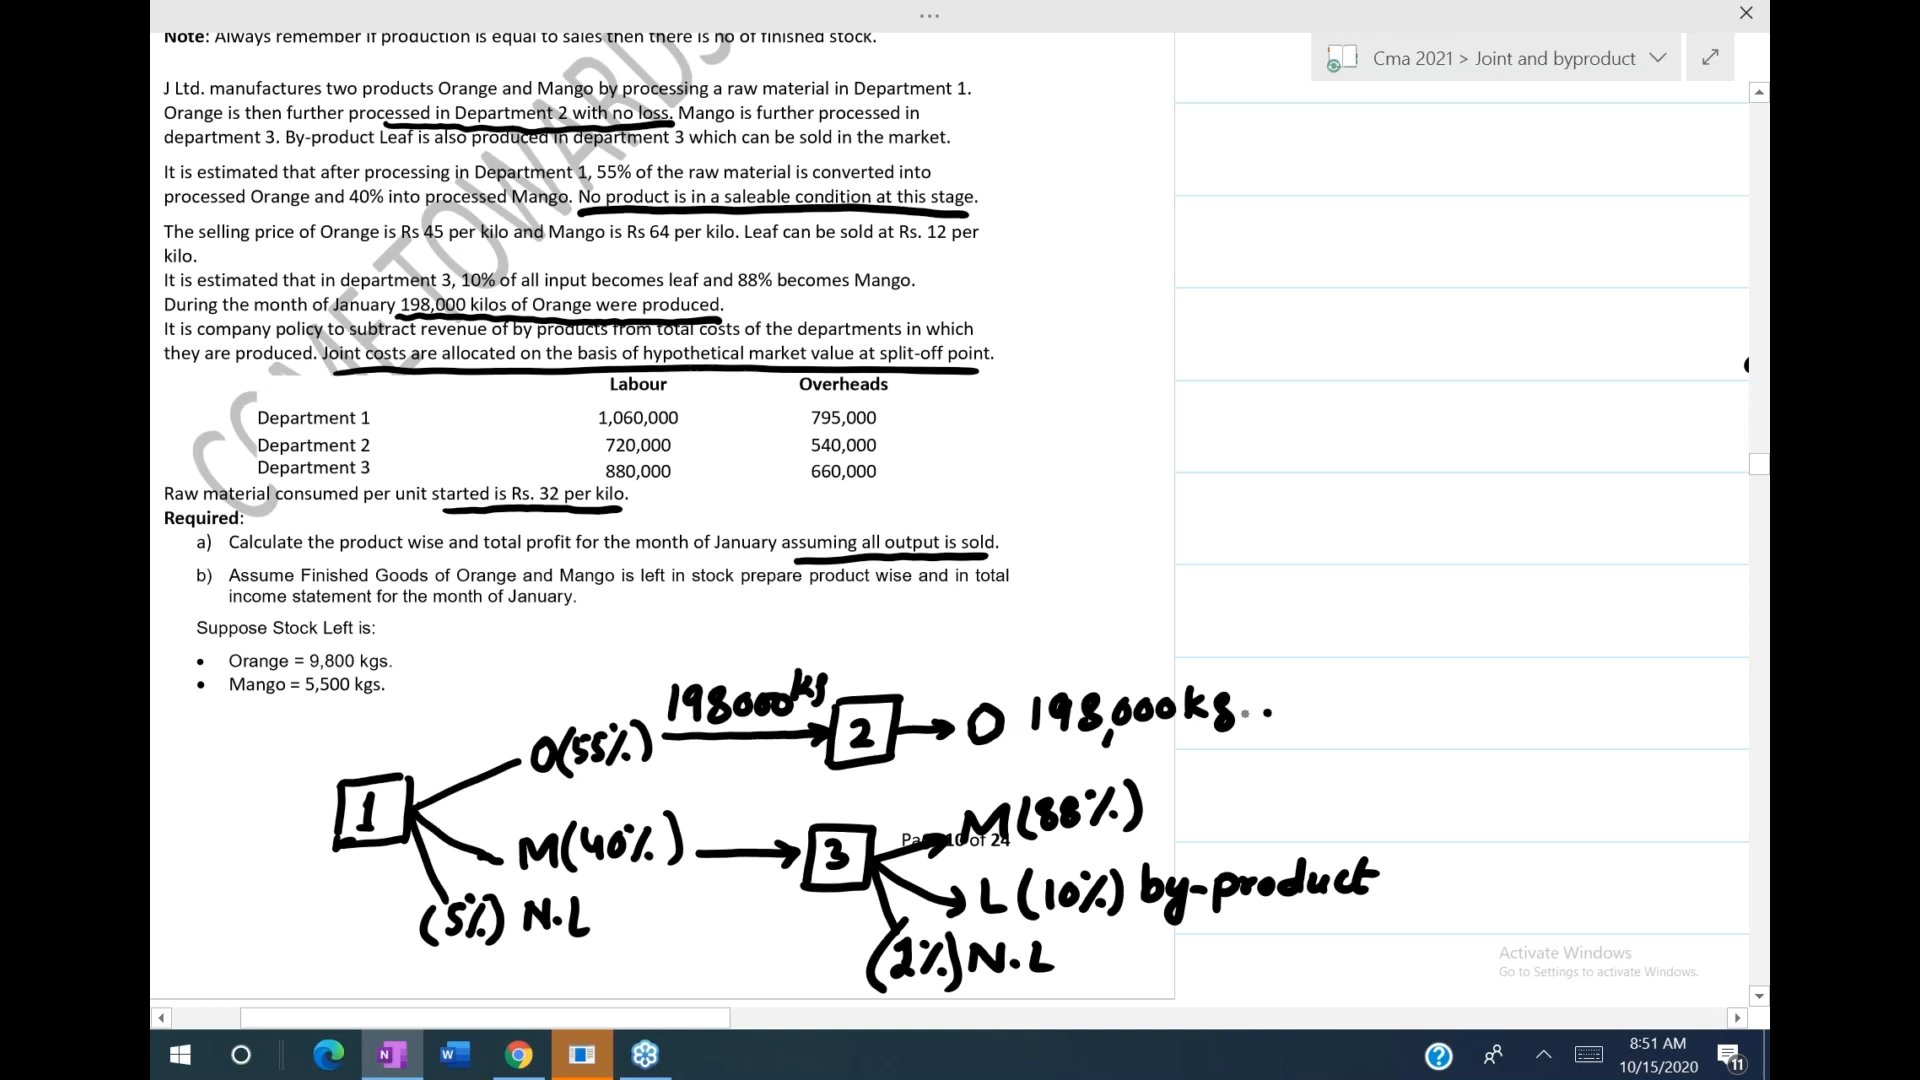 Note: Always remember if production is equal to sales then there is no of finished stock.
Cma 2021 > Joint and byproduct
J Ltd. manufactures two products Orange and Mango by processing a raw material in Department 1.
Orange is then further processed in Department 2 with no loss. Mango is further processed in
department 3. By-product Leaf is also produced in department 3 which can be sold in the market.
It is estimated that after processing in Department 1, 55% of the raw material is converted into
processed Orange and 40% into processed Mango. No product is in a saleable condition at this stage.
The selling price of Orange is Rs 45 per kilo and Mango is Rs 64 per kilo. Leaf can be sold at Rs. 12 per
kilo.
It is estimated that in department 3, 10% of all input becomes leaf and 88% becomes Mango.
During the month of January 198,000 kilos of Orange were produced.
It is company policy to subtract revenue of by products from total costs of the departments in which
they are produced. Joint costs are allocated on the basis of hypothetical market value at split-off point.
Labour Overheads
Department 1 1,060,000 795,000
Department 2 720,000 540,000
Department 3 880,000 660,000
Raw material consumed per unit started is Rs. 32 per kilo.
Required:
a) Calculate the product wise and total profit for the month of January assuming all output is sold.
b) Assume Finished Goods of Orange and Mango is left in stock prepare product wise and in total
income statement for the month of January.
Suppose Stock Left is:
• Orange = 9,800 kgs.
• Mango = 5,500 kgs.
198000 kg
O(55%) 2 O 198,000 kg..
1
M(40%) 3 M(88%)
of 24
L (10%) by-product
(5%) N.L
(2%) N.L
Activate Windows
Go to Settings to activate Windows.
8:51 AM
10/15/2020
11